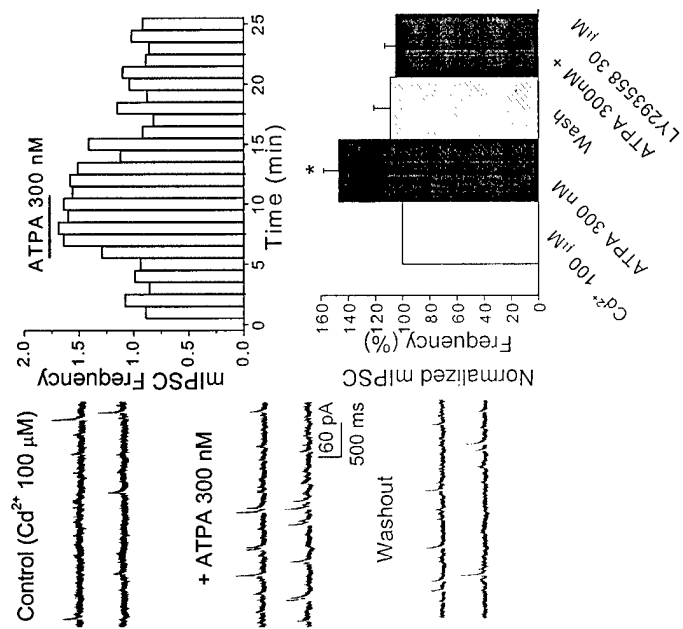 Control (Cd²⁺ 100 μM)
+ ATPA 300 nM
60 pA
500 ms
Washout
mIPSC Frequency
2.0
1.5
1.0
0.5
0.0
ATPA 300 nM
0
5
10
15
20
25
Time (min)
Normalized mIPSC
Frequency (%)
160
140
120
100
80
60
40
20
0
*
Cd²⁺ 100 μM
ATPA 300 nM
Wash
ATPA 300nM +
LY293558 30 μM